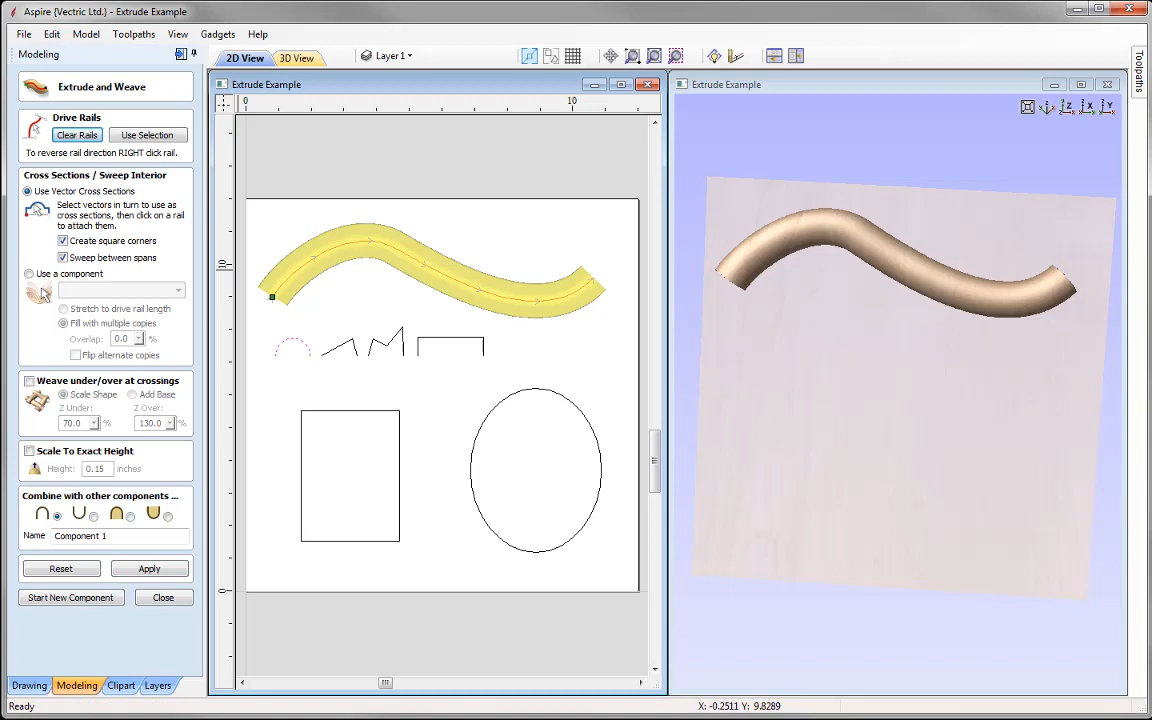 Aspire {Vectric Ltd.} - [Extrude Example]
File Edit Model Toolpaths View Gadgets Help
Modeling
2D View
3D View
Layer1
Extrude and Weave
Drive Rails
Clear Rails
Use Selection
To reverse rail direction RIGHT click rail.
Cross Sections / Sweep Interior
Use Vector Cross Sections
Select vectors in turn to use as
cross sections, then click on a rail
to attach them.
Create square corners
Sweep between spans
Use a component
Stretch to drive rail length
Fill with multiple copies
Overlap: 0.0 %
Flip alternate copies
Weave under/over at crossings
Scale Shape Add Base
Z Under: Z Over:
70.0 % 130.0 %
Scale To Exact Height
Height: 0.15 inches
Combine with other components ...
Name Component 1
Reset Apply
Start New Component Close
Drawing Modeling Clipart Layers
Ready
Extrude Example
0 10
10
0
Extrude Example
Z X Y
Toolpaths
X: -0.2511 Y: 9.8289